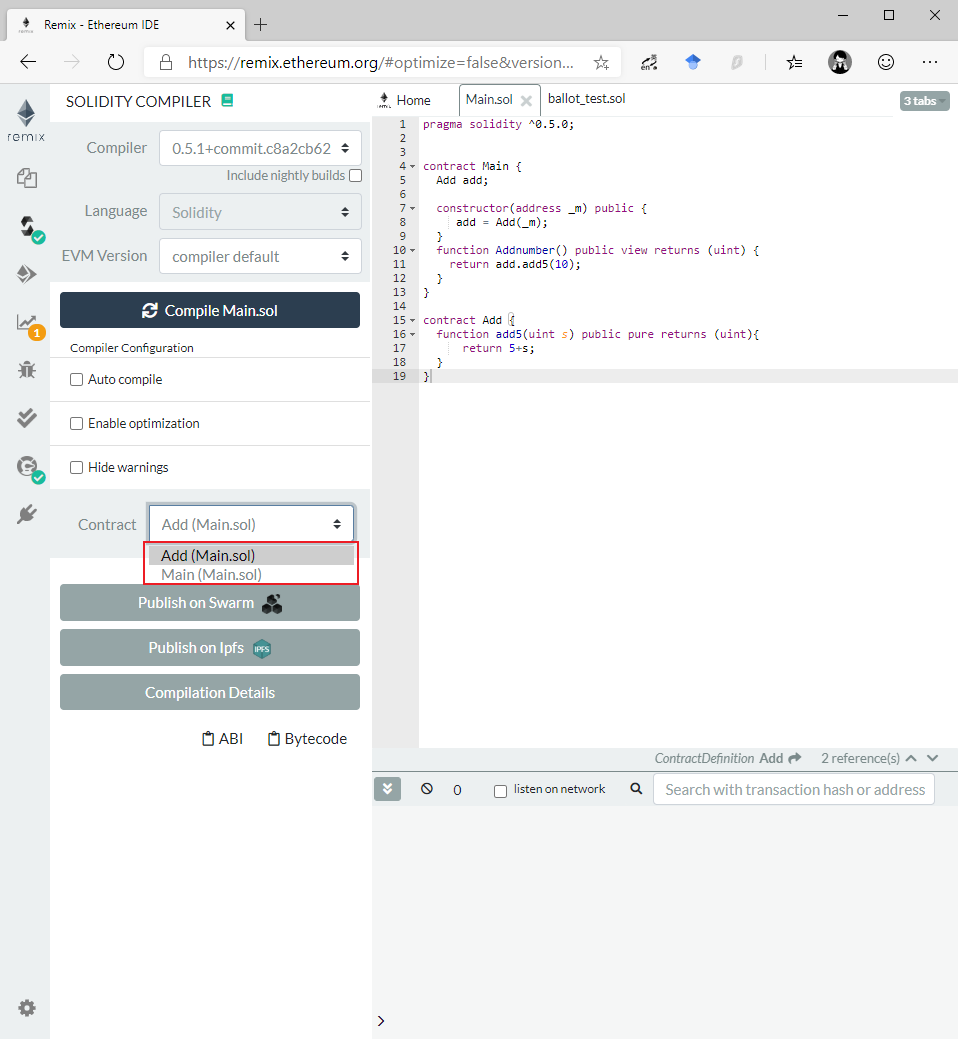 Remix - Ethereum IDE
https://remix.ethereum.org/#optimize=false&version...
remix
SOLIDITY COMPILER
Compiler
0.5.1+commit.c8a2cb62
Include nightly builds
Language
Solidity
EVM Version
compiler default
Compile Main.sol
1
Compiler Configuration
Auto compile
Enable optimization
Hide warnings
Contract
Add (Main.sol)
Add (Main.sol)
Main (Main.sol)
Publish on Swarm
Publish on Ipfs
IPFS
Compilation Details
ABI
Bytecode
Home
Main.sol
ballot_test.sol
3 tabs
1 pragma solidity ^0.5.0;
2
3
4 contract Main {
5 Add add;
6
7 constructor(address _m) public {
8 add = Add(_m);
9 }
10 function Addnumber() public view returns (uint) {
11 return add.add5(10);
12 }
13 }
14
15 contract Add {
16 function add5(uint s) public pure returns (uint){
17 return 5+s;
18 }
19 }
ContractDefinition Add
2 reference(s)
0
listen on network
Search with transaction hash or address
>